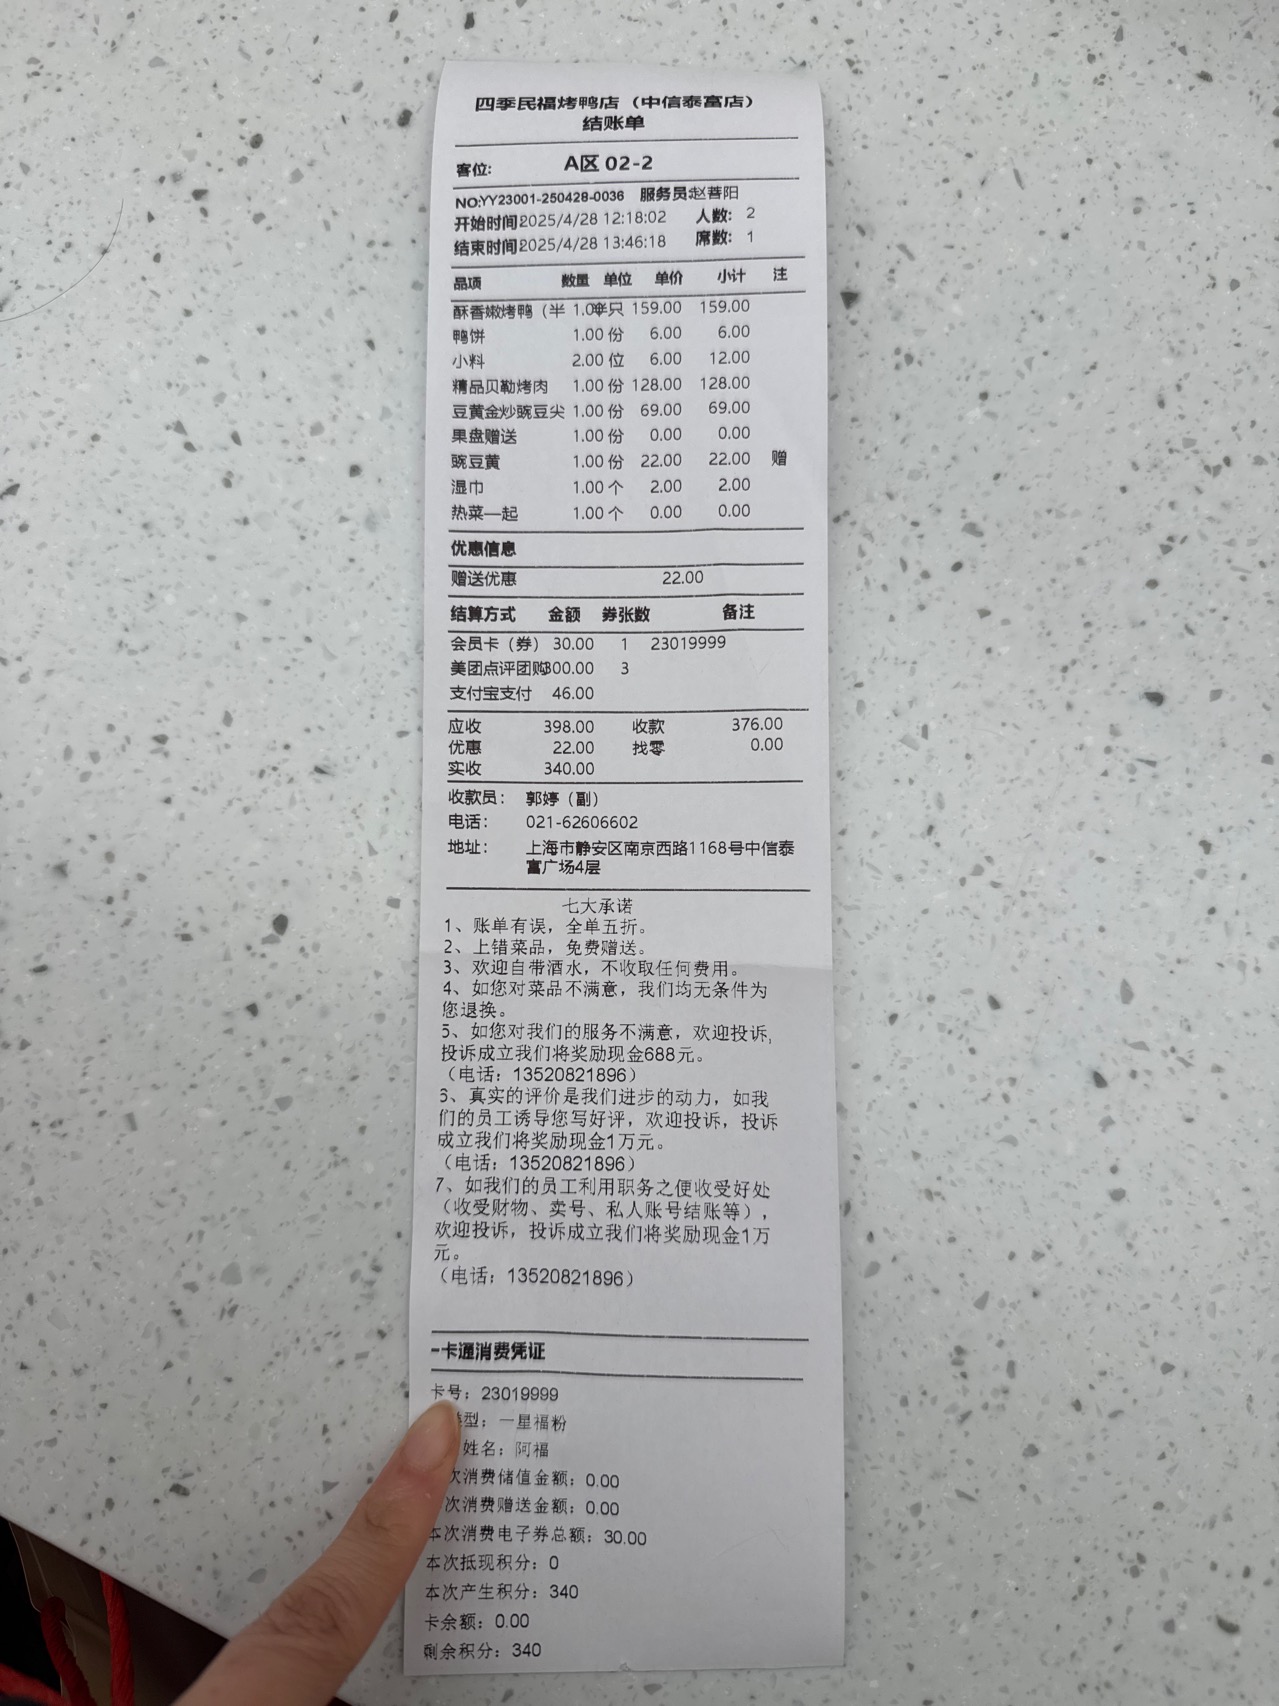 四季民福烤鸭店（中信泰富店）
结账单
客位: A区 02-2
NO:YY23001-250428-0036 服务员:赵萫阳
开始时间2025/4/28 12:18:02 人数: 2
结束时间2025/4/28 13:46:18 席数: 1
品项 数量 单位 单价 小计 注
酥香嫩烤鸭（半 1.00半只 159.00 159.00
鸭饼 1.00 份 6.00 6.00
小料 2.00 位 6.00 12.00
精品贝勒烤肉 1.00 份 128.00 128.00
豆黄金炒豌豆尖 1.00 份 69.00 69.00
果盘赠送 1.00 份 0.00 0.00
豌豆黄 1.00 份 22.00 22.00 赠
湿巾 1.00 个 2.00 2.00
热菜一起 1.00 个 0.00 0.00
优惠信息
赠送优惠 22.00
结算方式 金额 券张数 备注
会员卡（券） 30.00 1 23019999
美团点评团购300.00 3
支付宝支付 46.00
应收 398.00 收款 376.00
优惠 22.00 找零 0.00
实收 340.00
收款员: 郭婷（副）
电话: 021-62606602
地址: 上海市静安区南京西路1168号中信泰
富广场4层
七大承诺
1、账单有误，全单五折。
2、上错菜品，免费赠送。
3、欢迎自带酒水，不收取任何费用。
4、如您对菜品不满意，我们均无条件为
您退换。
5、如您对我们的服务不满意，欢迎投诉，
投诉成立我们将奖励现金688元。
（电话：13520821896）
6、真实的评价是我们进步的动力，如我
们的员工诱导您写好评，欢迎投诉，投诉
成立我们将奖励现金1万元。
（电话：13520821896）
7、如我们的员工利用职务之便收受好处
（收受财物、卖号、私人账号结账等），
欢迎投诉，投诉成立我们将奖励现金1万
元。
（电话：13520821896）
一卡通消费凭证
卡号：23019999
型：一星福粉
姓名：阿福
次消费储值金额：0.00
次消费赠送金额：0.00
本次消费电子券总额：30.00
本次抵现积分：0
本次产生积分：340
卡余额：0.00
剩余积分：340